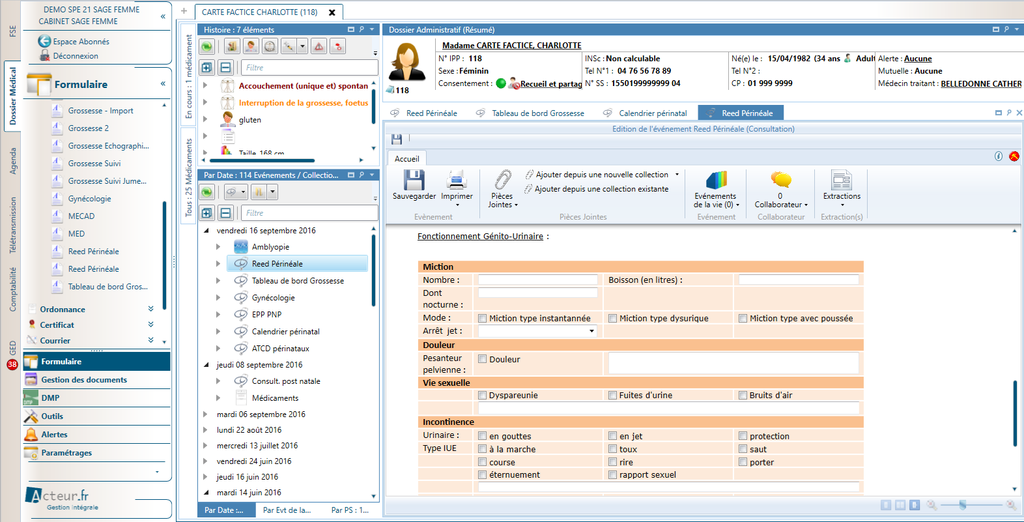 DEMO SPE 21 SAGE FEMME
CABINET SAGE FEMME
Espace Abonnés
Déconnexion
FSE
Dossier Médical
Agenda
Télétransmission
Comptabilité
GED
38
Formulaire
Grossesse - Import
Grossesse 2
Grossesse Echographi...
Grossesse Suivi
Grossesse Suivi Jume...
Gynécologie
MECAD
MED
Reed Périnéale
Reed Périnéale
Tableau de bord Gros...
Ordonnance
Certificat
Courrier
Formulaire
Gestion des documents
DMP
Outils
Alertes
Paramétrages
Acteur.fr
Gestion Intégrale
CARTE FACTICE CHARLOTTE (118)
En cours : 1 médicament
Tous : 25 Médicaments
Histoire : 7 éléments
Filtre
Accouchement (unique et) spontan
Interruption de la grossesse, foetus
gluten
Taille 168 cm
Par Date : 114 Evénements / Collectio...
Filtre
vendredi 16 septembre 2016
Amblyopie
Reed Périnéale
Tableau de bord Grossesse
Gynécologie
EPP PNP
Calendrier périnatal
ATCD périnataux
jeudi 08 septembre 2016
Consult. post natale
Médicaments
mardi 06 septembre 2016
lundi 22 août 2016
mercredi 13 juillet 2016
vendredi 24 juin 2016
jeudi 16 juin 2016
mardi 14 juin 2016
Par Date :...
Par Evt de la...
Par PS : 1...
Dossier Administratif (Résumé)
Madame CARTE FACTICE, CHARLOTTE
N° IPP : 118
Sexe : Féminin
Consentement :
Recueil et partag
118
INSc : Non calculable
Tel N°1 : 04 76 56 78 89
N° SS : 1550199999999 04
Né(e) le : 15/04/1982 (34 ans
Adult
Tel N°2 :
CP : 01 999 9999
Alerte : Aucune
Mutuelle : Aucune
Médecin traitant : BELLEDONNE CATHER
Reed Périnéale
Tableau de bord Grossesse
Calendrier périnatal
Reed Périnéale
Edition de l'événement Reed Périnéale (Consultation)
Accueil
Sauvegarder
Imprimer
Evénement
Pièces
Jointes
Ajouter depuis une nouvelle collection
Ajouter depuis une collection existante
Pièces Jointes
Evénements
de la vie (0)
Evénement
0
Collaborateur
Collaborateur
Extractions
Extraction(s)
Fonctionnement Génito-Urinaire :
Miction
Nombre :
Boisson (en litres) :
Dont
nocturne :
Mode :
Miction type instantannée
Miction type dysurique
Miction type avec poussée
Arrêt jet :
Douleur
Pesanteur
pelvienne :
Douleur
Vie sexuelle
Dyspareunie
Fuites d'urine
Bruits d'air
Incontinence
Urinaire :
en gouttes
en jet
protection
Type IUE
à la marche
toux
saut
course
rire
porter
éternuement
rapport sexuel